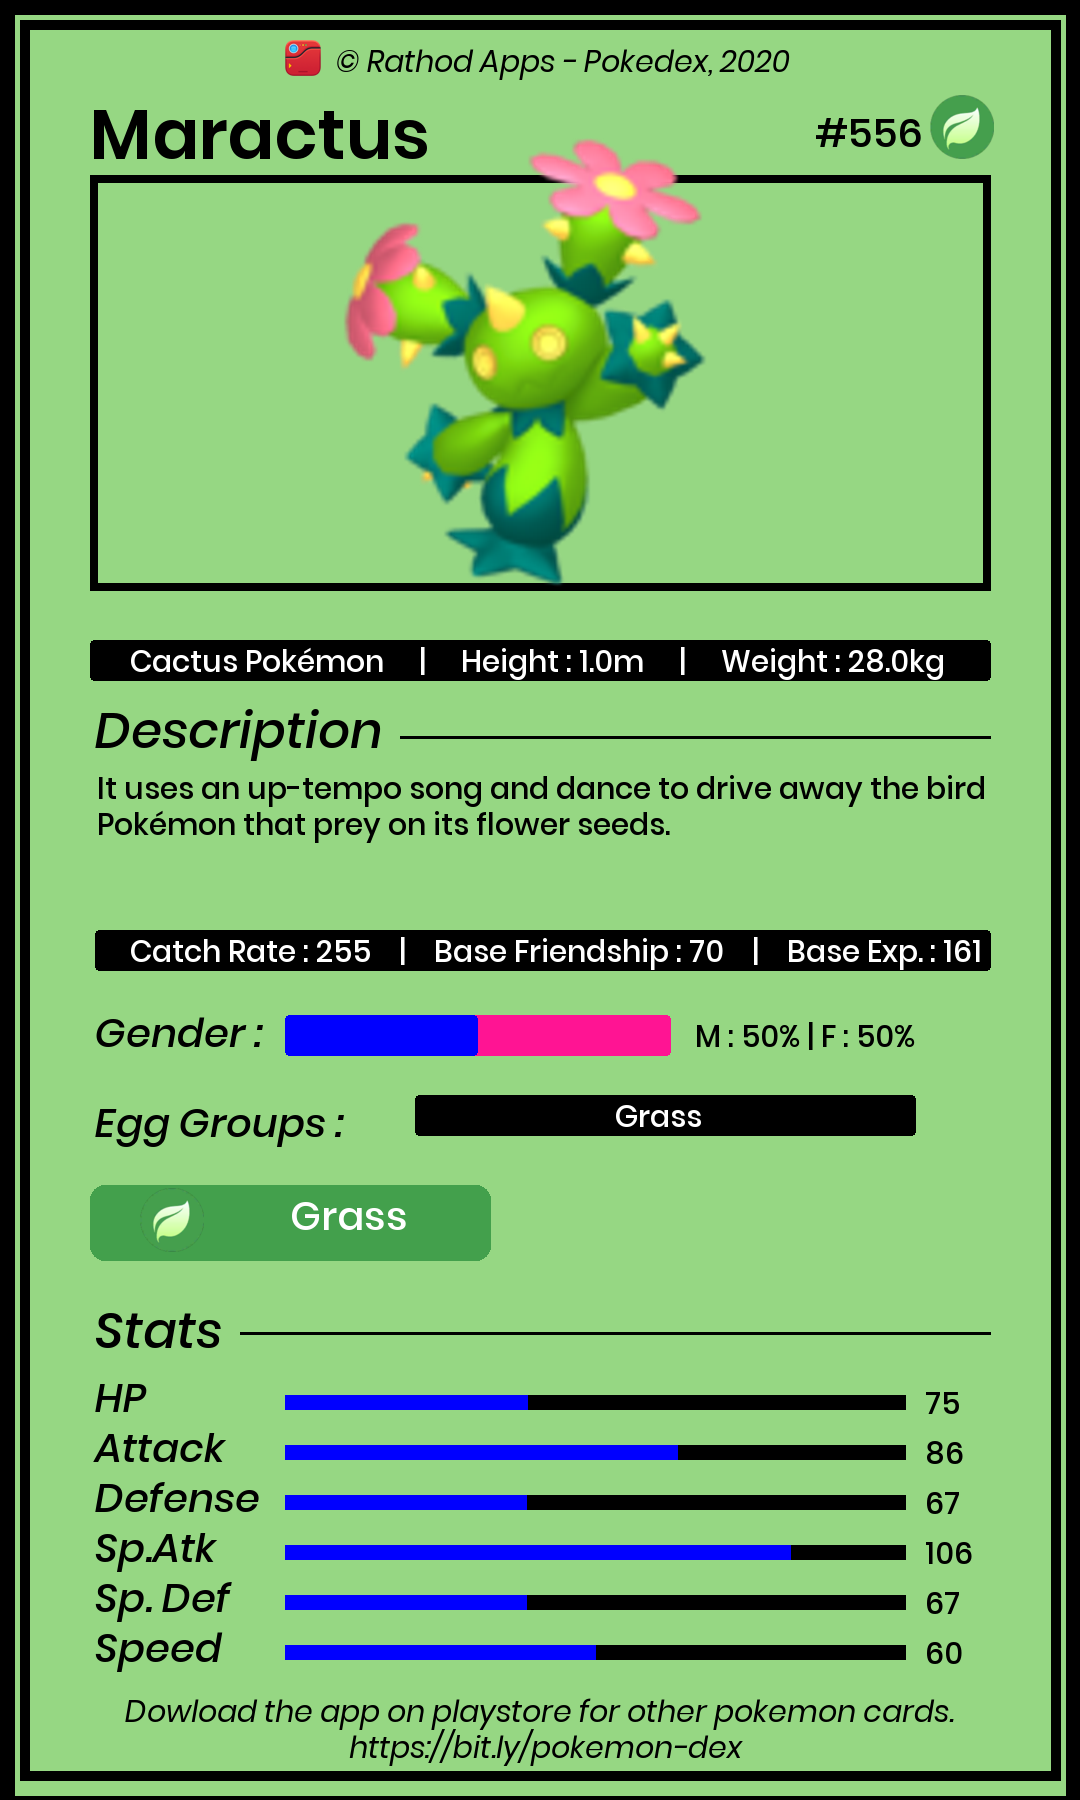 © Rathod Apps - Pokedex, 2020
Maractus #556
Cactus Pokémon | Height : 1.0m | Weight : 28.0kg
Description
It uses an up-tempo song and dance to drive away the bird
Pokémon that prey on its flower seeds.
Catch Rate : 255 | Base Friendship : 70 | Base Exp. : 161
Gender : M : 50% | F : 50%
Egg Groups : Grass
Grass
Stats
HP 75
Attack 86
Defense 67
Sp.Atk 106
Sp. Def 67
Speed 60
Dowload the app on playstore for other pokemon cards.
https://bit.ly/pokemon-dex